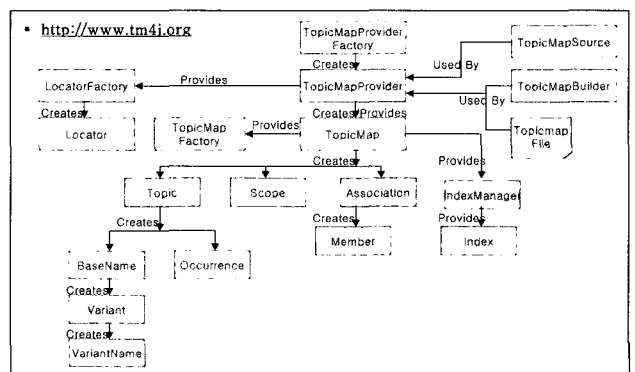 ▪ http://www.tm4j.org
TopicMapProvider
Factory
TopicMapSource
Creates
Used By
LocatorFactory
Provides
TopicMapProvider
TopicMapBuilder
Used By
Creates
Creates
Provides
Locator
TopicMap
Factory
Provides
TopicMap
Topicmap
File
Creates
Provides
Topic
Scope
Association
IndexManager
Creates
Creates
Provides
Member
Index
BaseName
Occurrence
Creates
Variant
Creates
VariantName